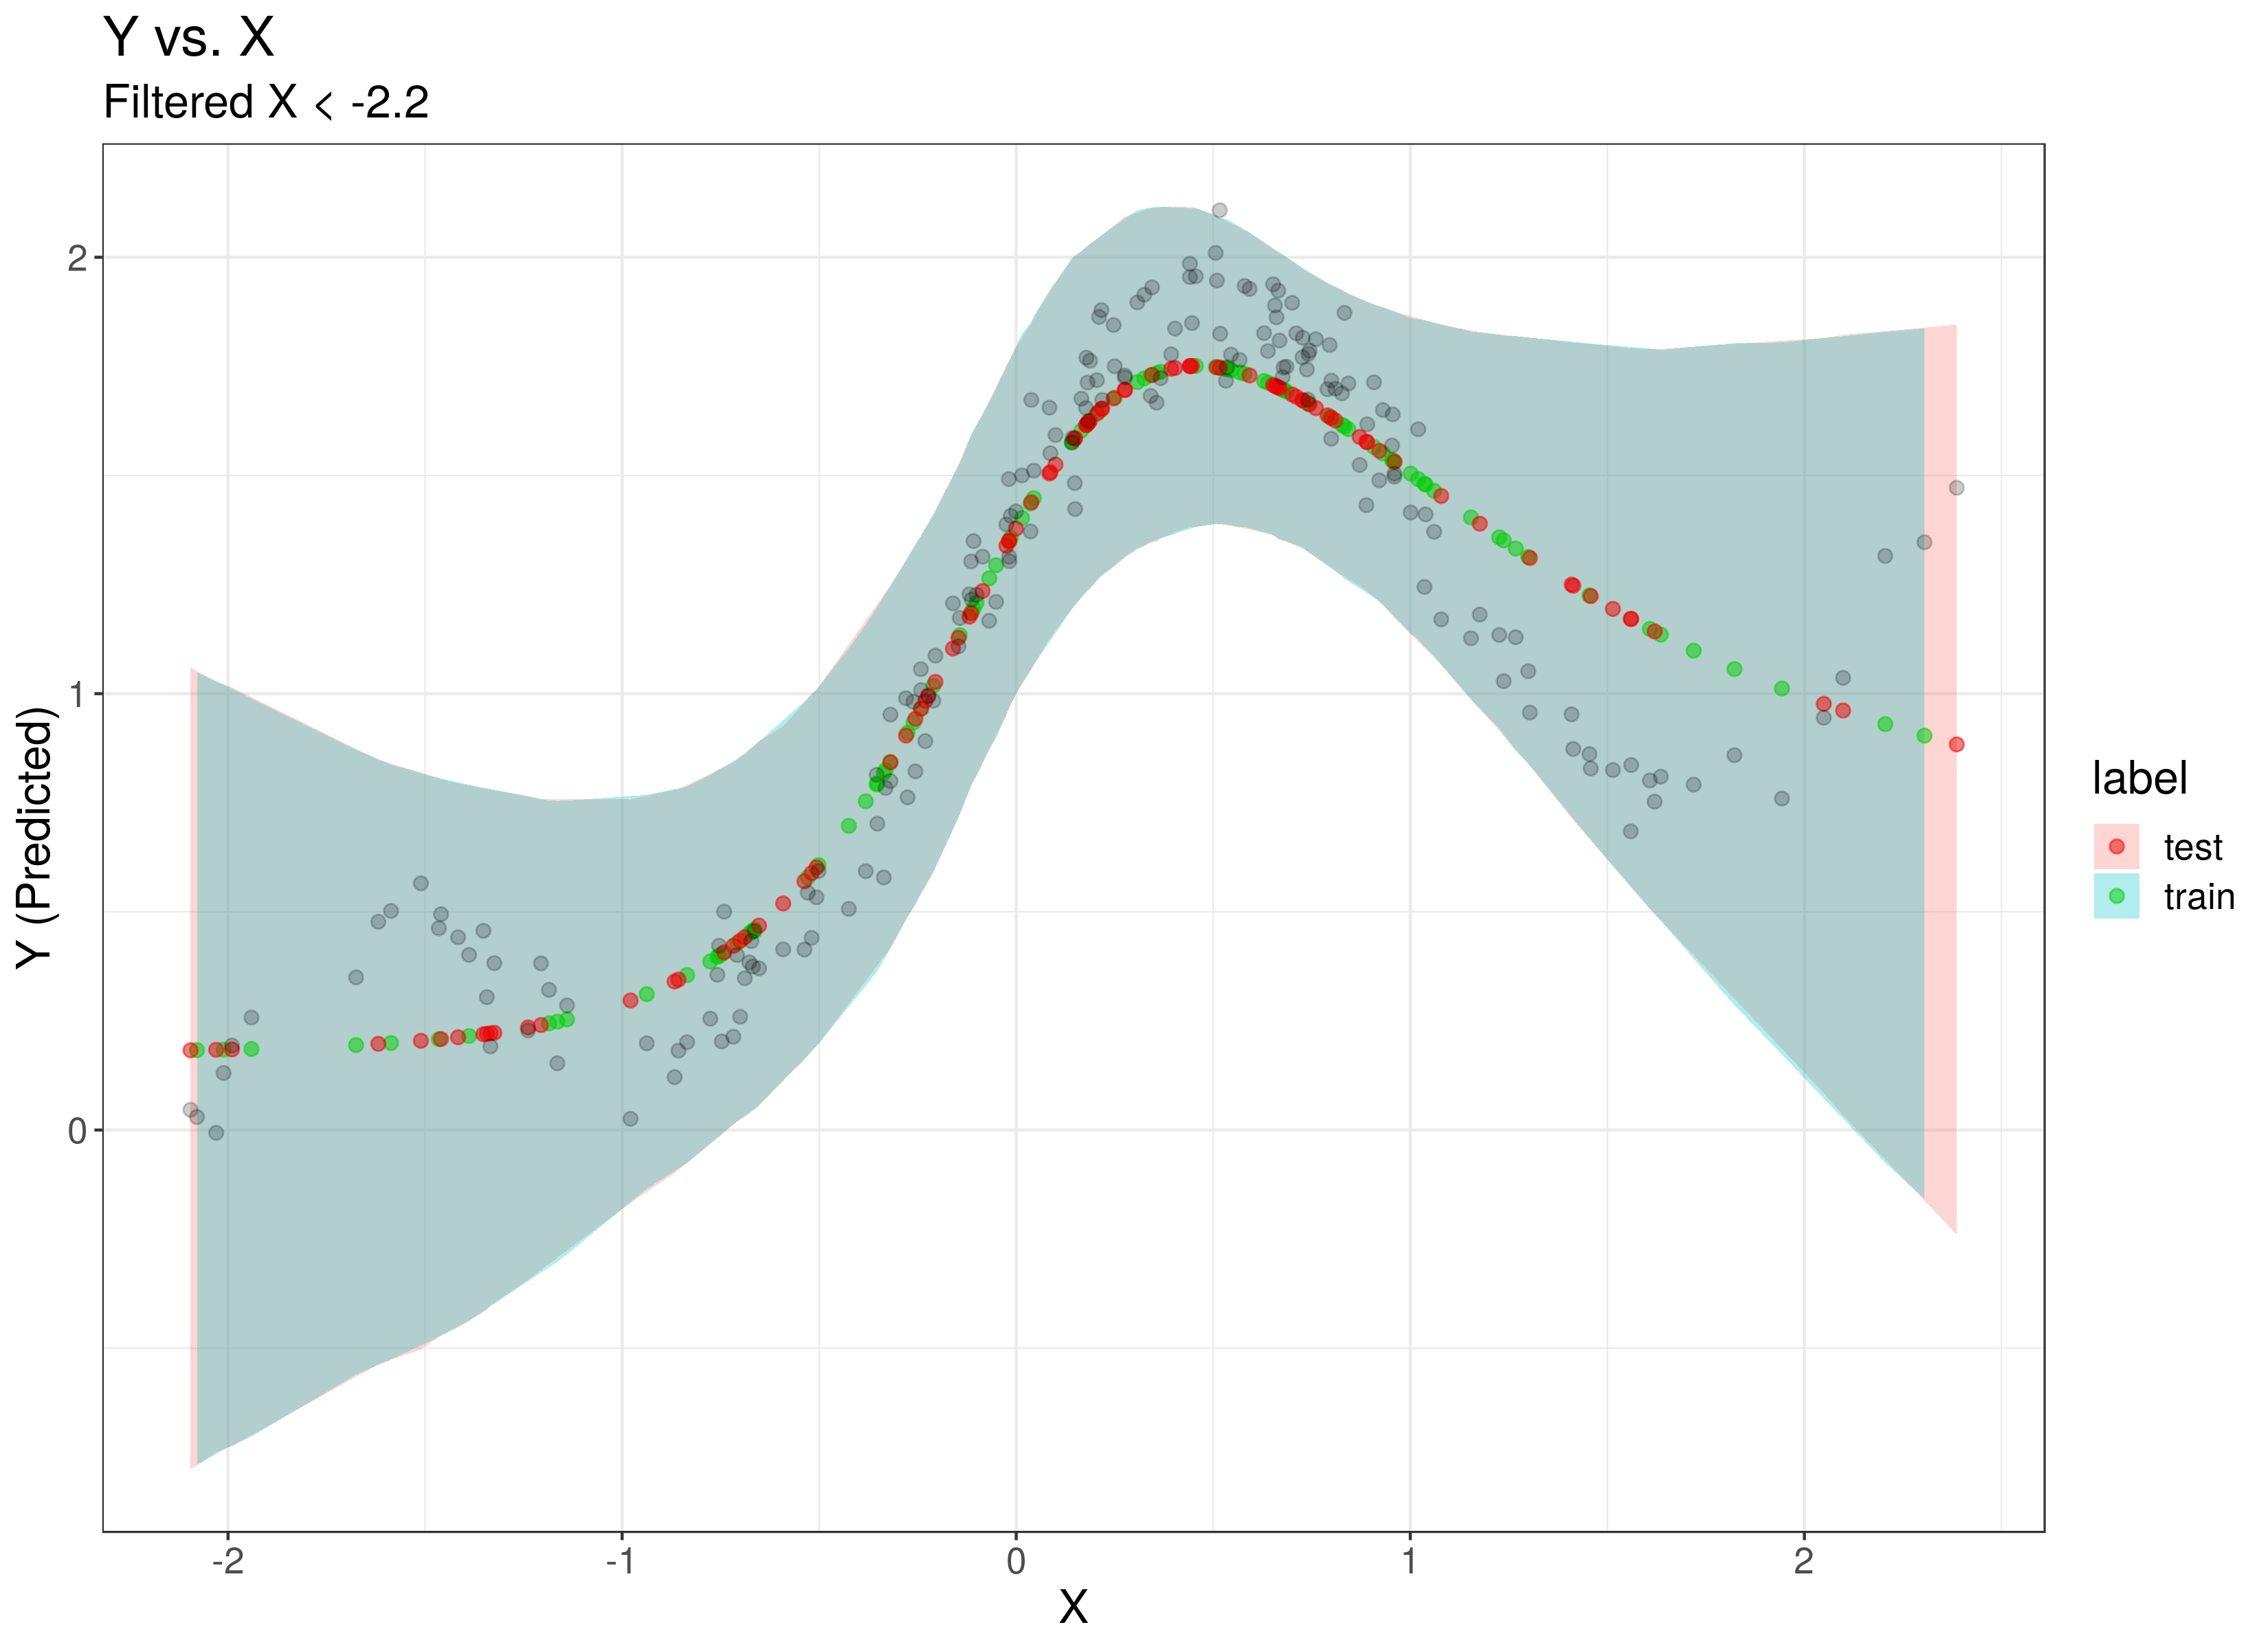 Y vs. X
Filtered X < -2.2
Y (Predicted)
2
1
0
-2
-1
0
1
2
X
label
test
train